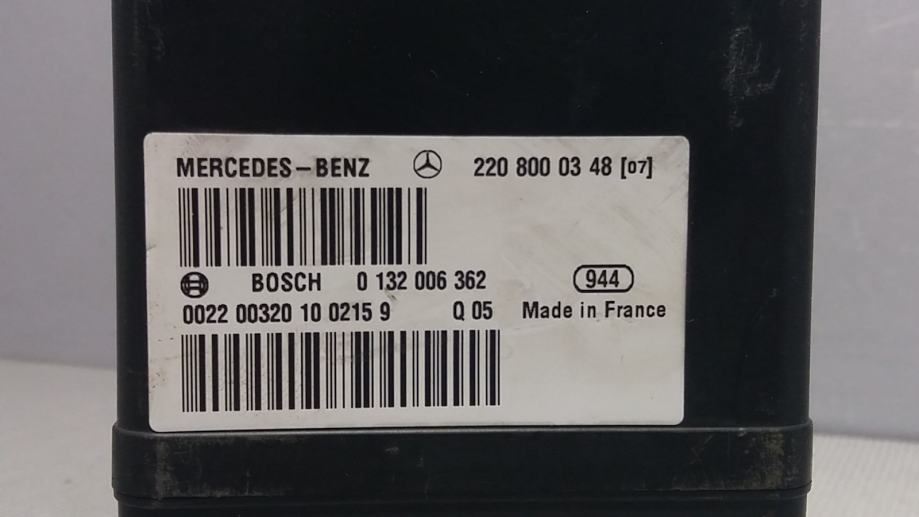 MERCEDES-BENZ 220 800 03 48 [07]
BOSCH 0 132 006 362 944
0022 00320 10 0215 9 Q 05 Made in France